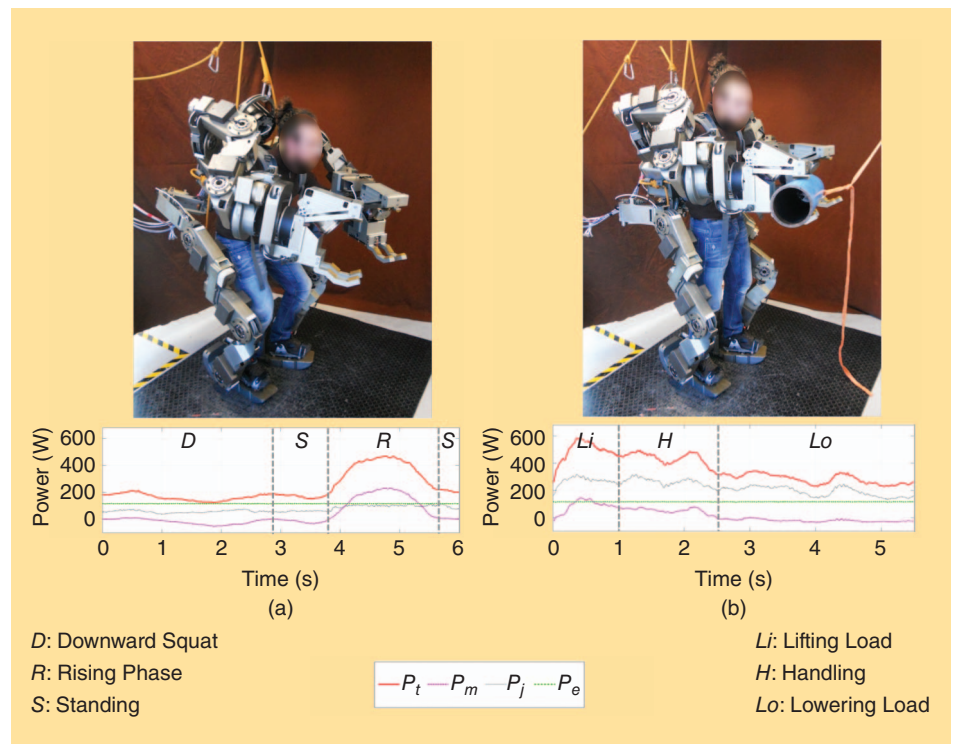 600
400
200
0
Power (W)
D
S
R
S
0 1 2 3 4 5 6
Time (s)
(a)
600
400
200
0
Power (W)
Li
H
Lo
0 1 2 3 4 5
Time (s)
(b)
D: Downward Squat
R: Rising Phase
S: Standing
Pt Pm Pj Pe
Li: Lifting Load
H: Handling
Lo: Lowering Load